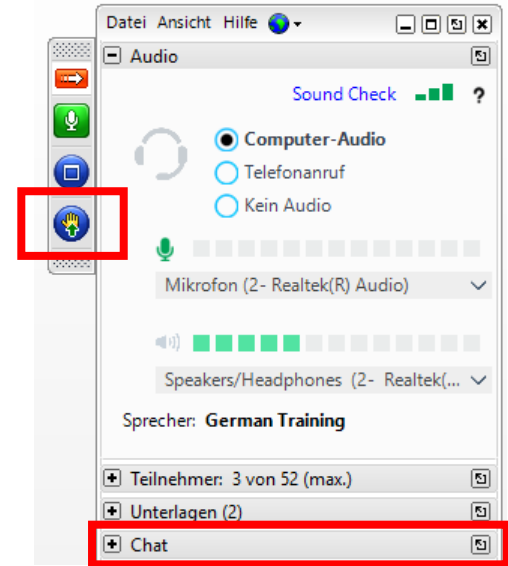 Datei Ansicht Hilfe
Audio
Sound Check ?
Computer-Audio
Telefonanruf
Kein Audio
Mikrofon (2- Realtek(R) Audio)
Speakers/Headphones (2- Realtek(...
Sprecher: German Training
Teilnehmer: 3 von 52 (max.)
Unterlagen (2)
Chat